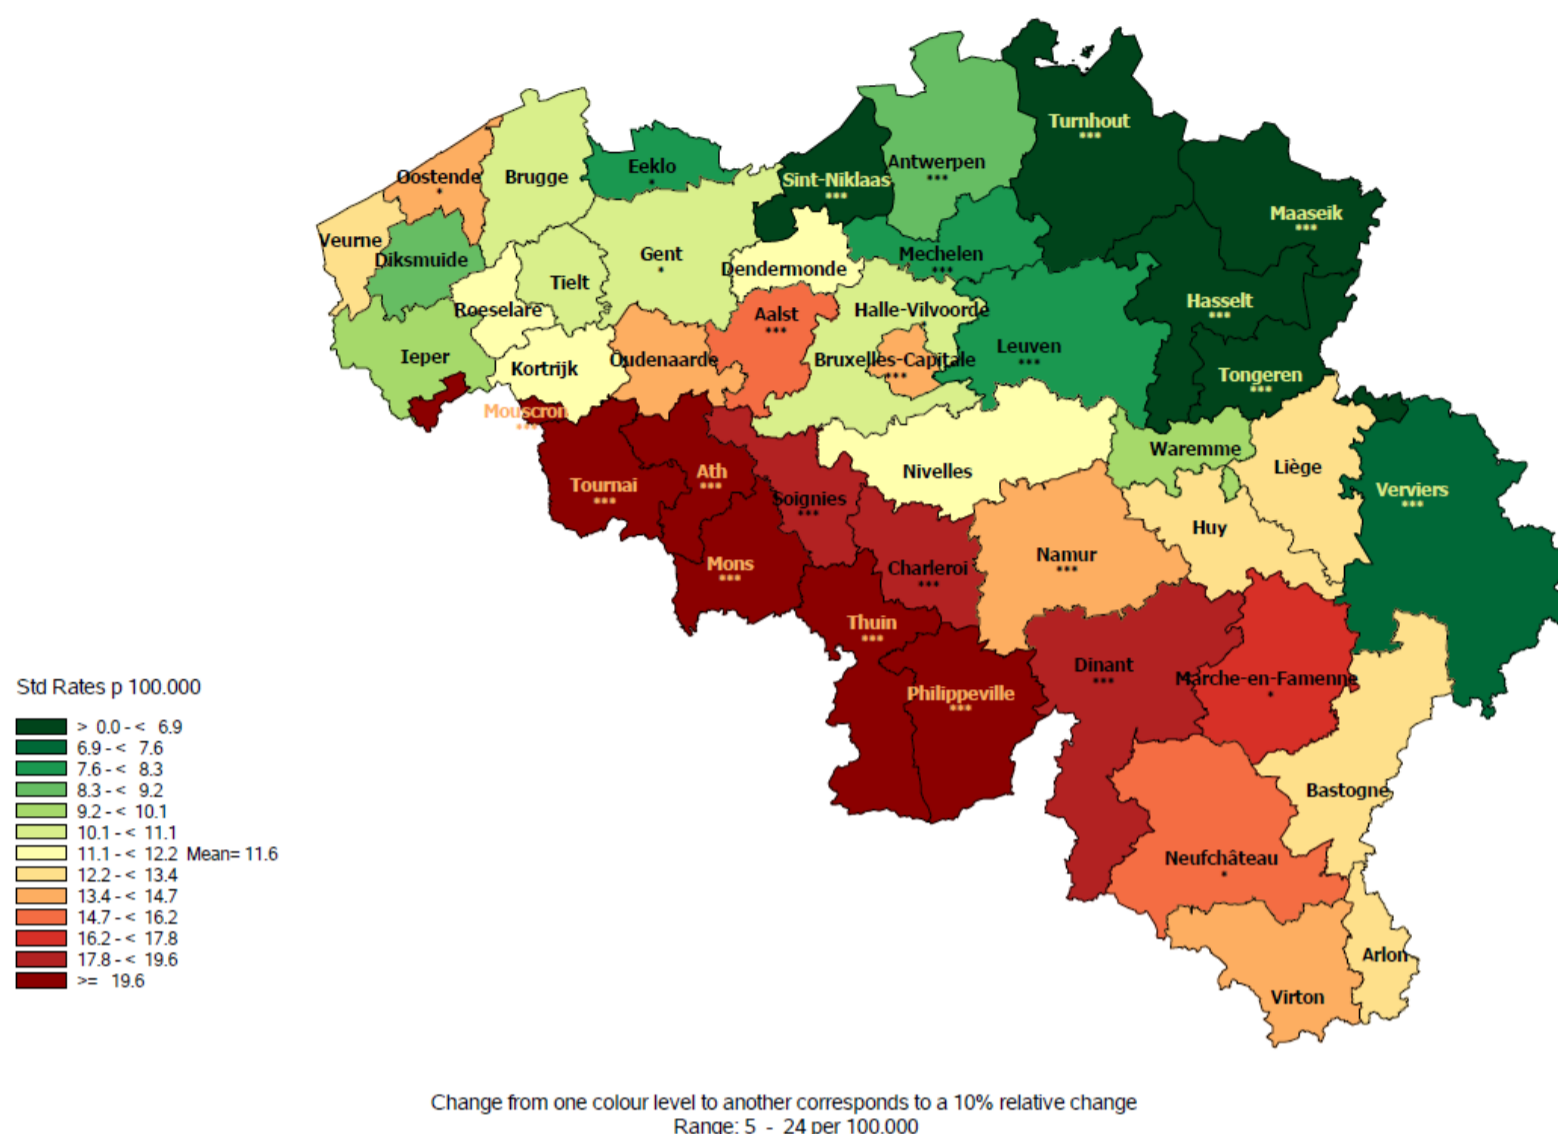 Turnhout
***
Antwerpen
***
Eeklo
*
Sint-Niklaas
***
Oostende
*
Brugge
Maaseik
***
Veurne
Diksmuide
Gent
*
Mechelen
***
Dendermonde
Tielt
Roeselare
Hasselt
***
Aalst
***
Halle-Vilvoorde
*
Ieper
Kortrijk
Oudenaarde
Bruxelles-Capitale
***
Leuven
***
Tongeren
***
Mouscron
***
Waremme
Liège
Nivelles
Ath
***
Tournai
***
Soignies
***
Verviers
***
Huy
Namur
***
Mons
***
Charleroi
***
Thuin
***
Dinant
***
Marche-en-Famenne
*
Philippeville
***
Bastogne
Neufchâteau
*
Arlon
Virton
Std Rates p 100.000
> 0.0 - < 6.9
6.9 - < 7.6
7.6 - < 8.3
8.3 - < 9.2
9.2 - < 10.1
10.1 - < 11.1
11.1 - < 12.2 Mean= 11.6
12.2 - < 13.4
13.4 - < 14.7
14.7 - < 16.2
16.2 - < 17.8
17.8 - < 19.6
>= 19.6
Change from one colour level to another corresponds to a 10% relative change
Range: 5 - 24 per 100.000